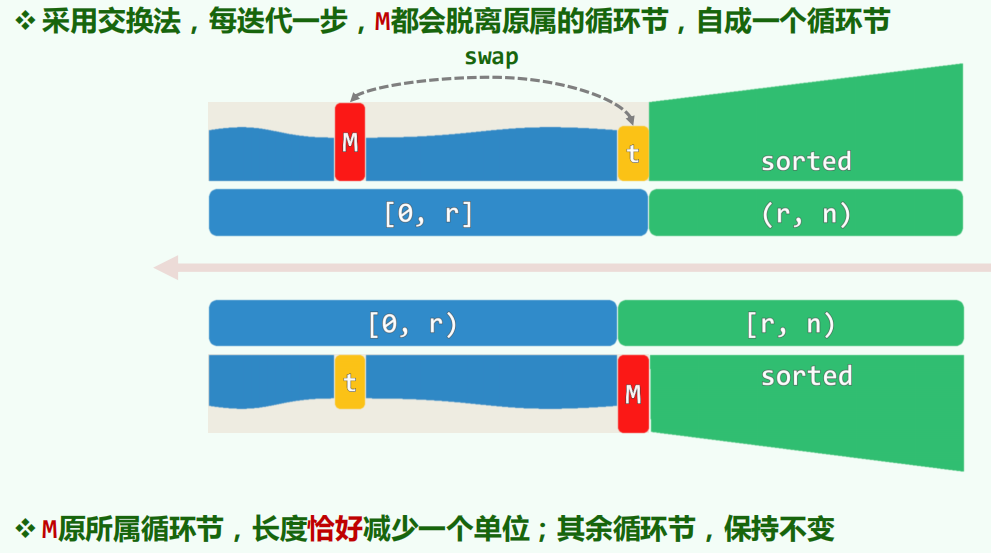 ❖ 采用交换法，每迭代一步，M都会脱离原属的循环节，自成一个循环节
swap
M
t
sorted
[0, r]
(r, n)
[0, r)
[r, n)
t
M
sorted
❖ M原所属循环节，长度恰好减少一个单位；其余循环节，保持不变